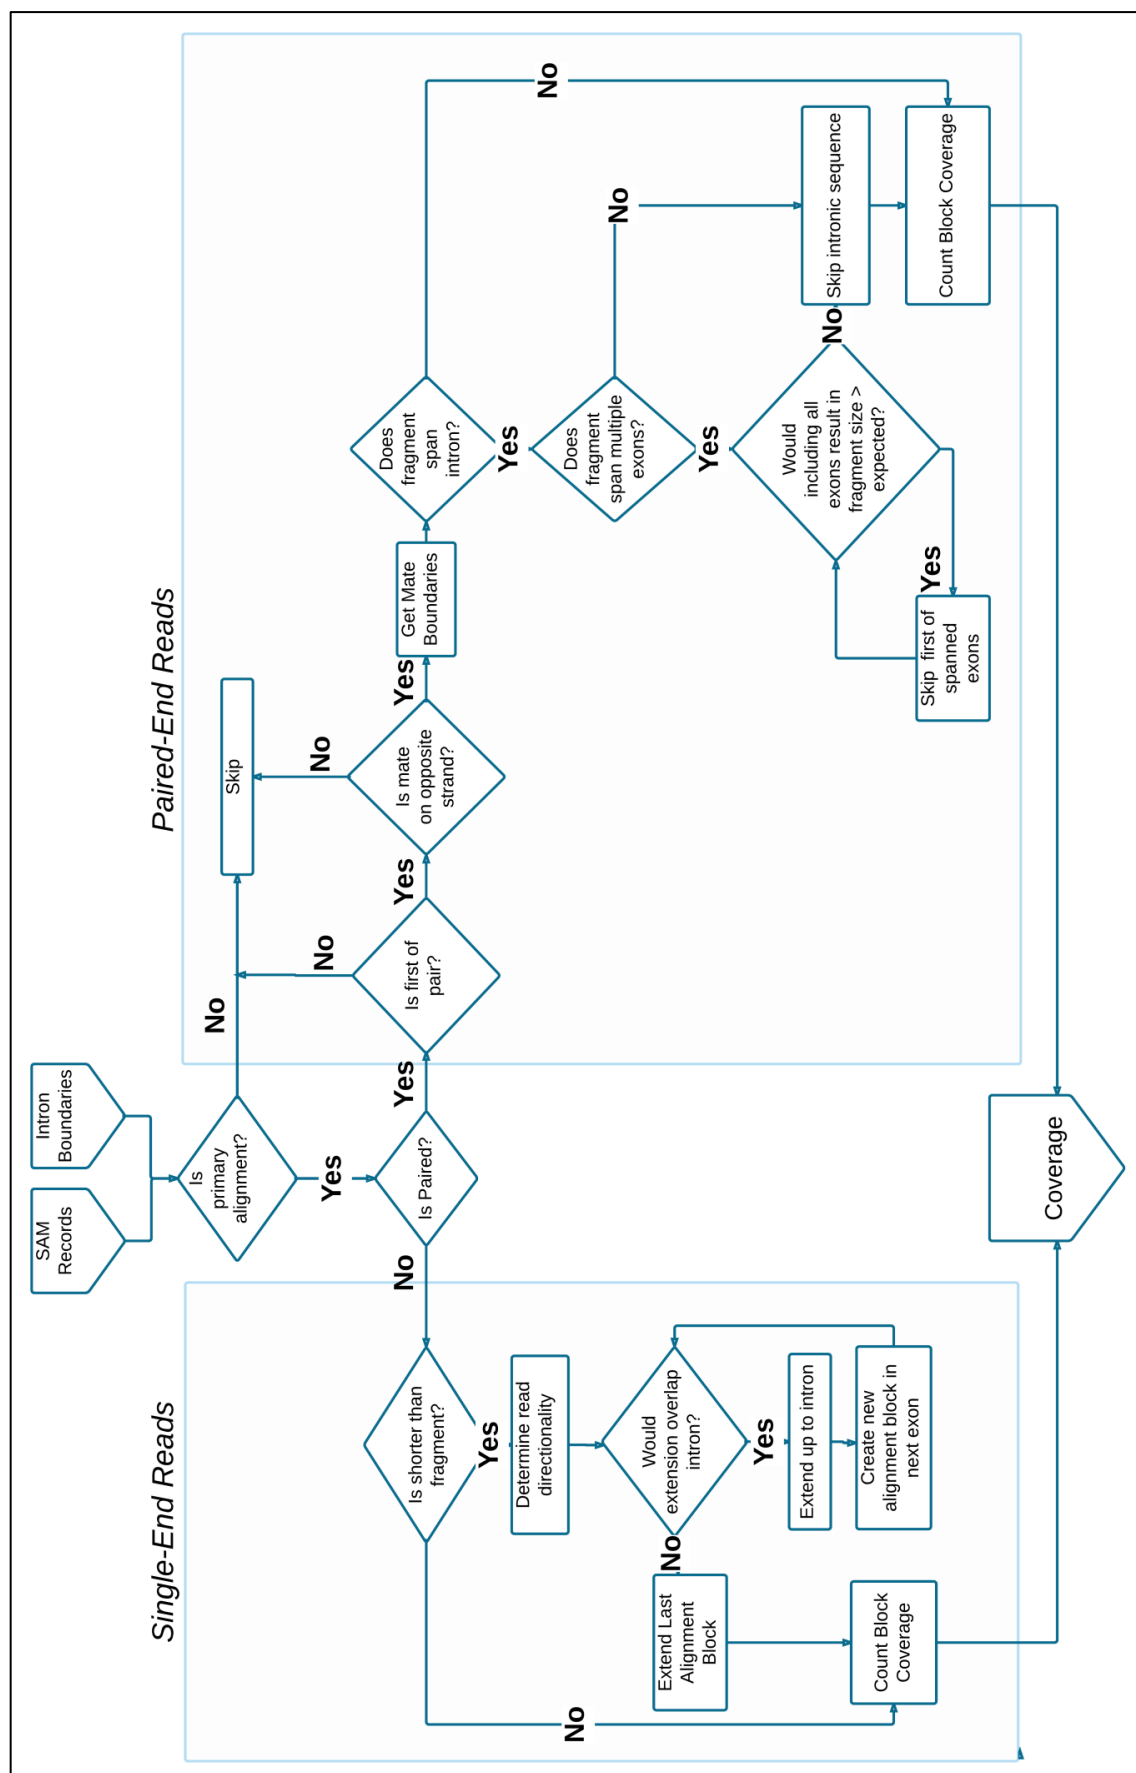 SAM
Records
Intron
Boundaries
Is
primary
alignment?
No
Yes
Is Paired?
No
Yes
Single-End Reads
Is shorter than
fragment?
Yes
No
Determine read
directionality
Would
extension overlap
intron?
Yes
No
Extend up to intron
Create new
alignment block in
next exon
Extend Last
Alignment
Block
Count Block
Coverage
Paired-End Reads
Skip
Is first of
pair?
No
Yes
Is mate
on opposite
strand?
No
Yes
Get Mate
Boundaries
Does
fragment
span
intron?
No
Yes
Does
fragment
span multiple
exons?
No
Yes
Would
including all
exons result in
fragment size >
expected?
No
Yes
Skip first of
spanned
exons
Skip intronic sequence
Count Block Coverage
Coverage